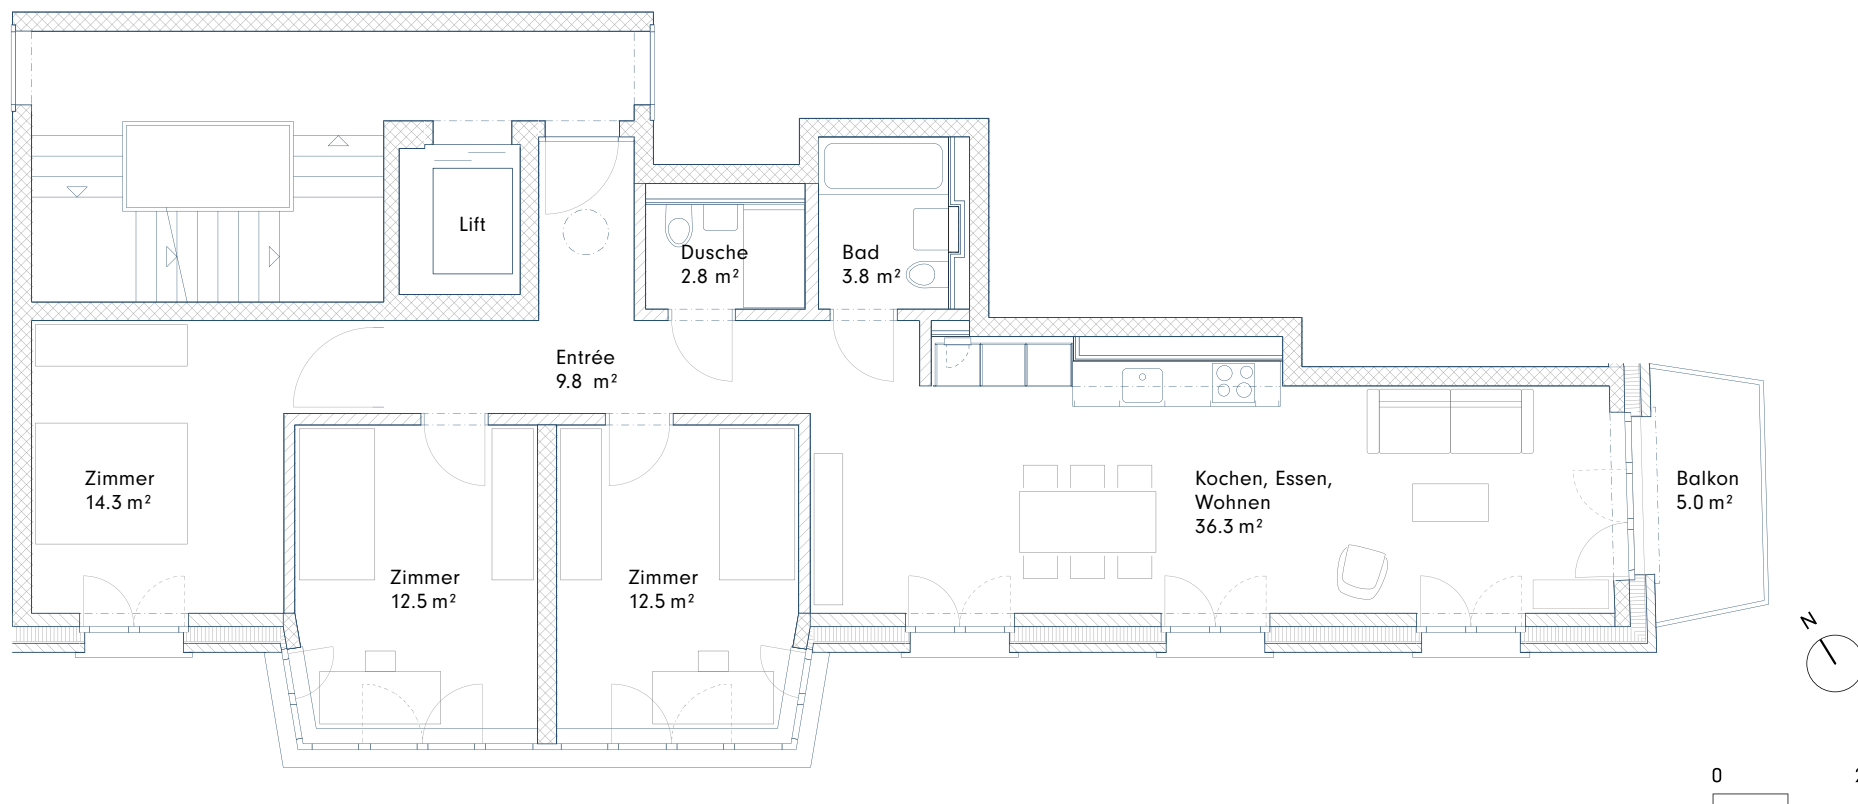 Lift
Dusche
2.8 m²
Bad
3.8 m²
Entrée
9.8 m²
Zimmer
14.3 m²
Kochen, Essen,
Wohnen
36.3 m²
Balkon
5.0 m²
Zimmer
12.5 m²
Zimmer
12.5 m²
N
0